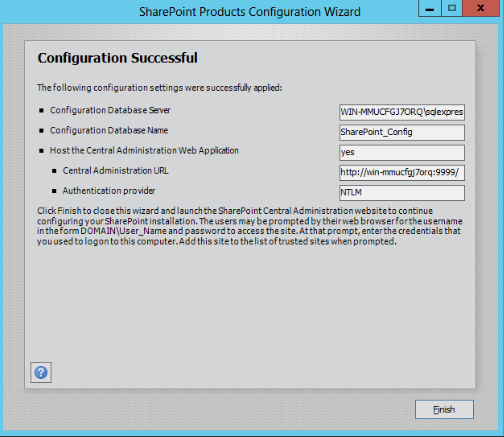 SharePoint Products Configuration Wizard
Configuration Successful
The following configuration settings were successfully applied:
Configuration Database Server WIN-MMUCFGJ7ORQ\sqlexpres
Configuration Database Name SharePoint_Config
Host the Central Administration Web Application yes
Central Administration URL http://win-mmucfgj7orq:9999/
Authentication provider NTLM
Click Finish to close this wizard and launch the SharePoint Central Administration website to continue
configuring your SharePoint installation. The users may be prompted by their web browser for the username
in the form DOMAIN\User_Name and password to access the site. At that prompt, enter the credentials that
you used to logon to this computer. Add this site to the list of trusted sites when prompted.
?
Finish